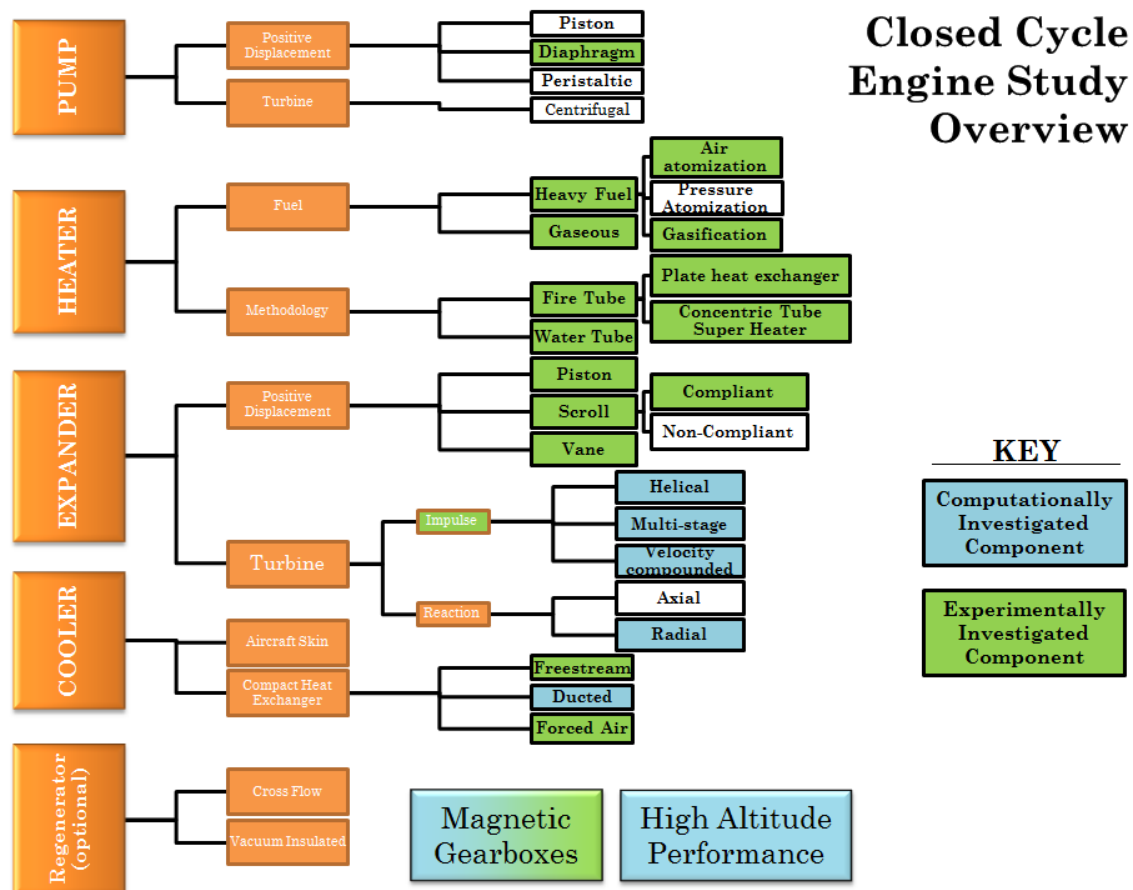 Closed Cycle
Engine Study
Overview
PUMP
Positive
Displacement
Piston
Diaphragm
Peristaltic
Turbine
Centrifugal
HEATER
Fuel
Heavy Fuel
Air
atomization
Pressure
Atomization
Gasification
Gaseous
Methodology
Fire Tube
Plate heat exchanger
Concentric Tube
Super Heater
Water Tube
EXPANDER
Positive
Displacement
Piston
Scroll
Compliant
Non-Compliant
Vane
Turbine
Impulse
Helical
Multi-stage
Velocity
compounded
Reaction
Axial
Radial
COOLER
Aircraft Skin
Compact Heat
Exchanger
Freestream
Ducted
Forced Air
Regenerator
(optional)
Cross Flow
Vacuum Insulated
Magnetic
Gearboxes
High Altitude
Performance
KEY
Computationally
Investigated
Component
Experimentally
Investigated
Component